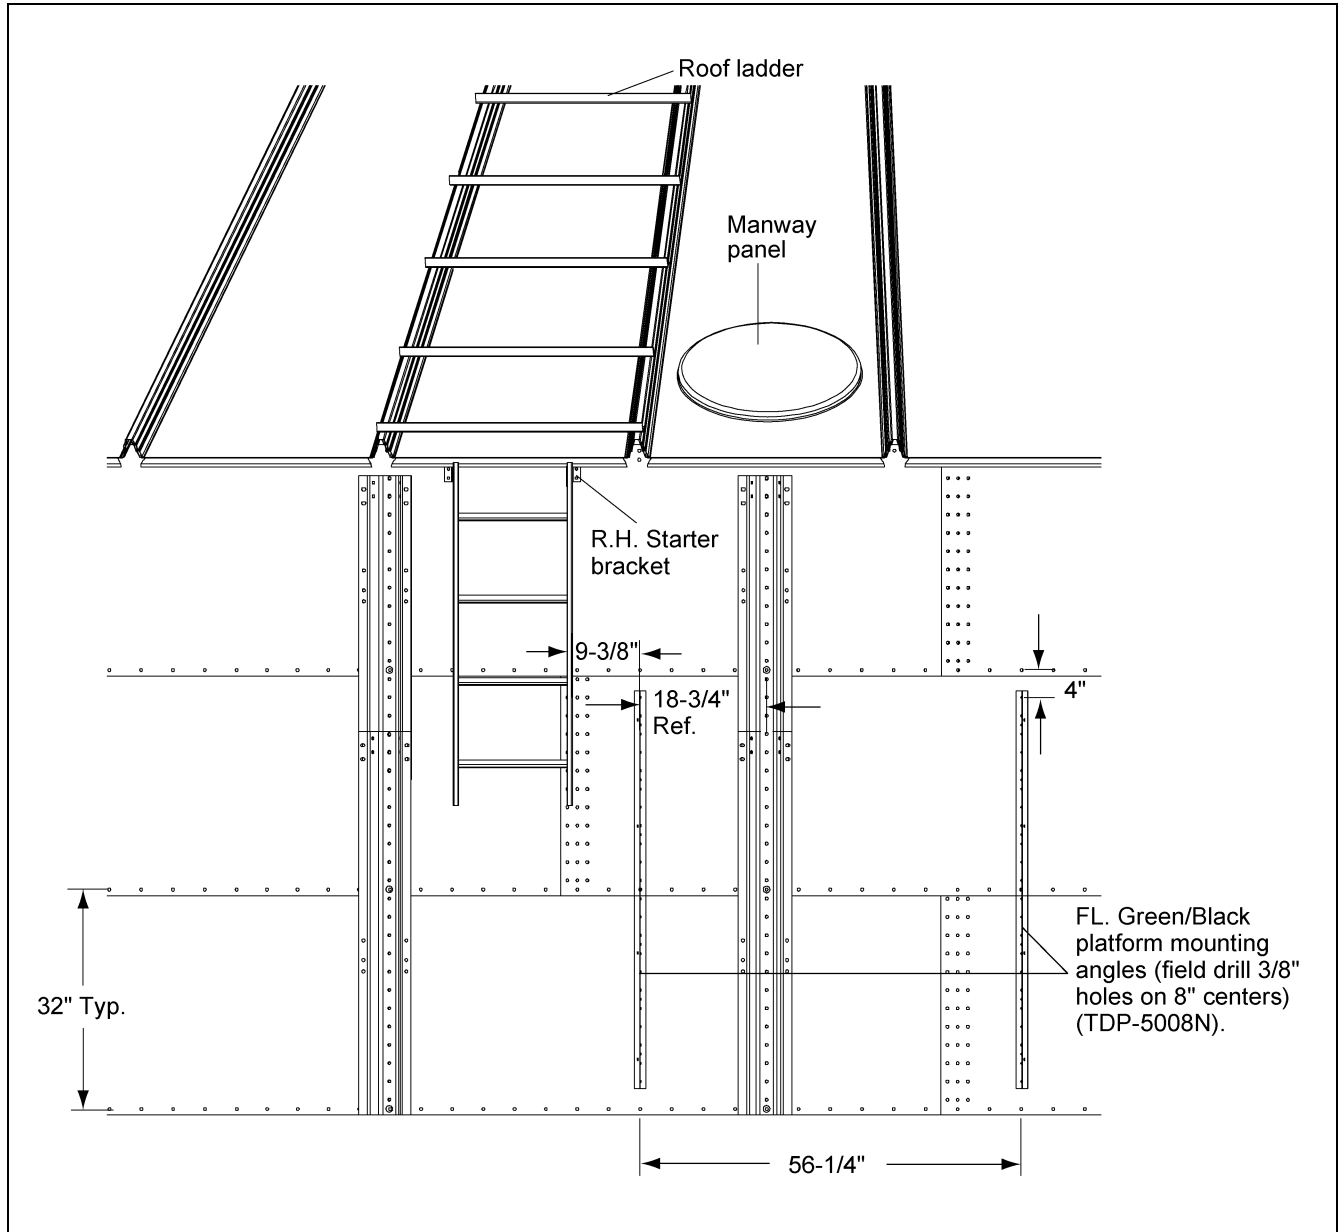 Roof ladder
Manway
panel
R.H. Starter
bracket
9-3/8"
18-3/4"
Ref.
4"
FL. Green/Black
platform mounting
angles (field drill 3/8"
holes on 8" centers)
(TDP-5008N).
32" Typ.
56-1/4"